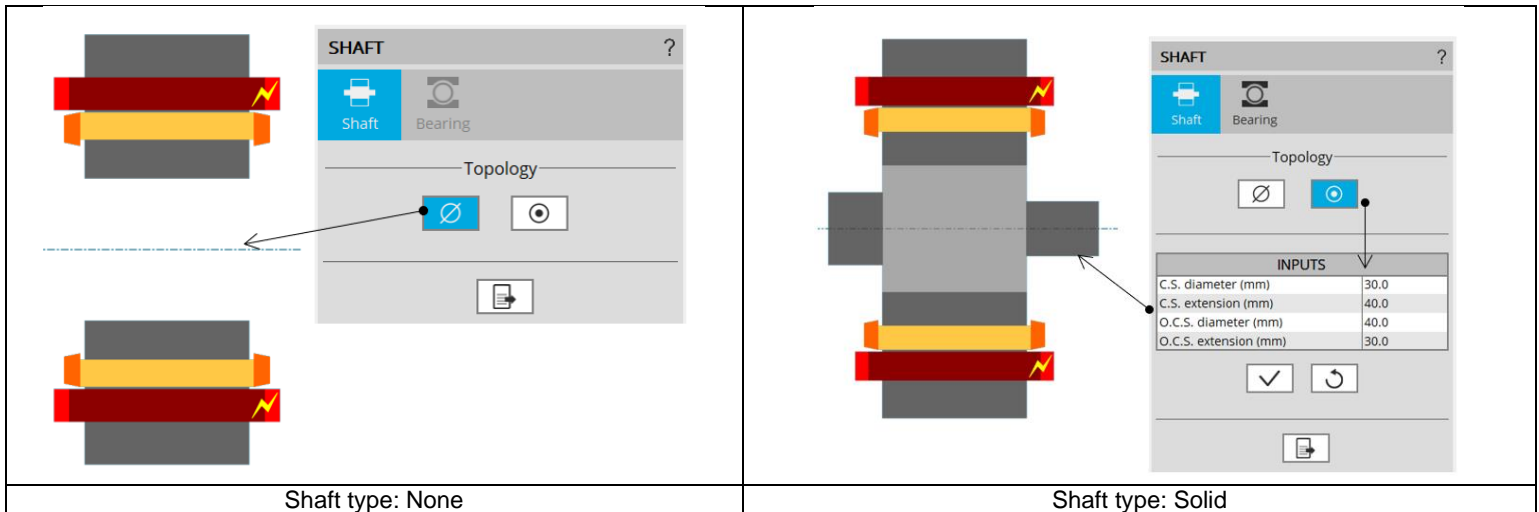 SHAFT ?
Shaft Bearing
Topology
Shaft type: None
SHAFT ?
Shaft Bearing
Topology
INPUTS
C.S. diameter (mm) 30.0
C.S. extension (mm) 40.0
O.C.S. diameter (mm) 40.0
O.C.S. extension (mm) 30.0
Shaft type: Solid